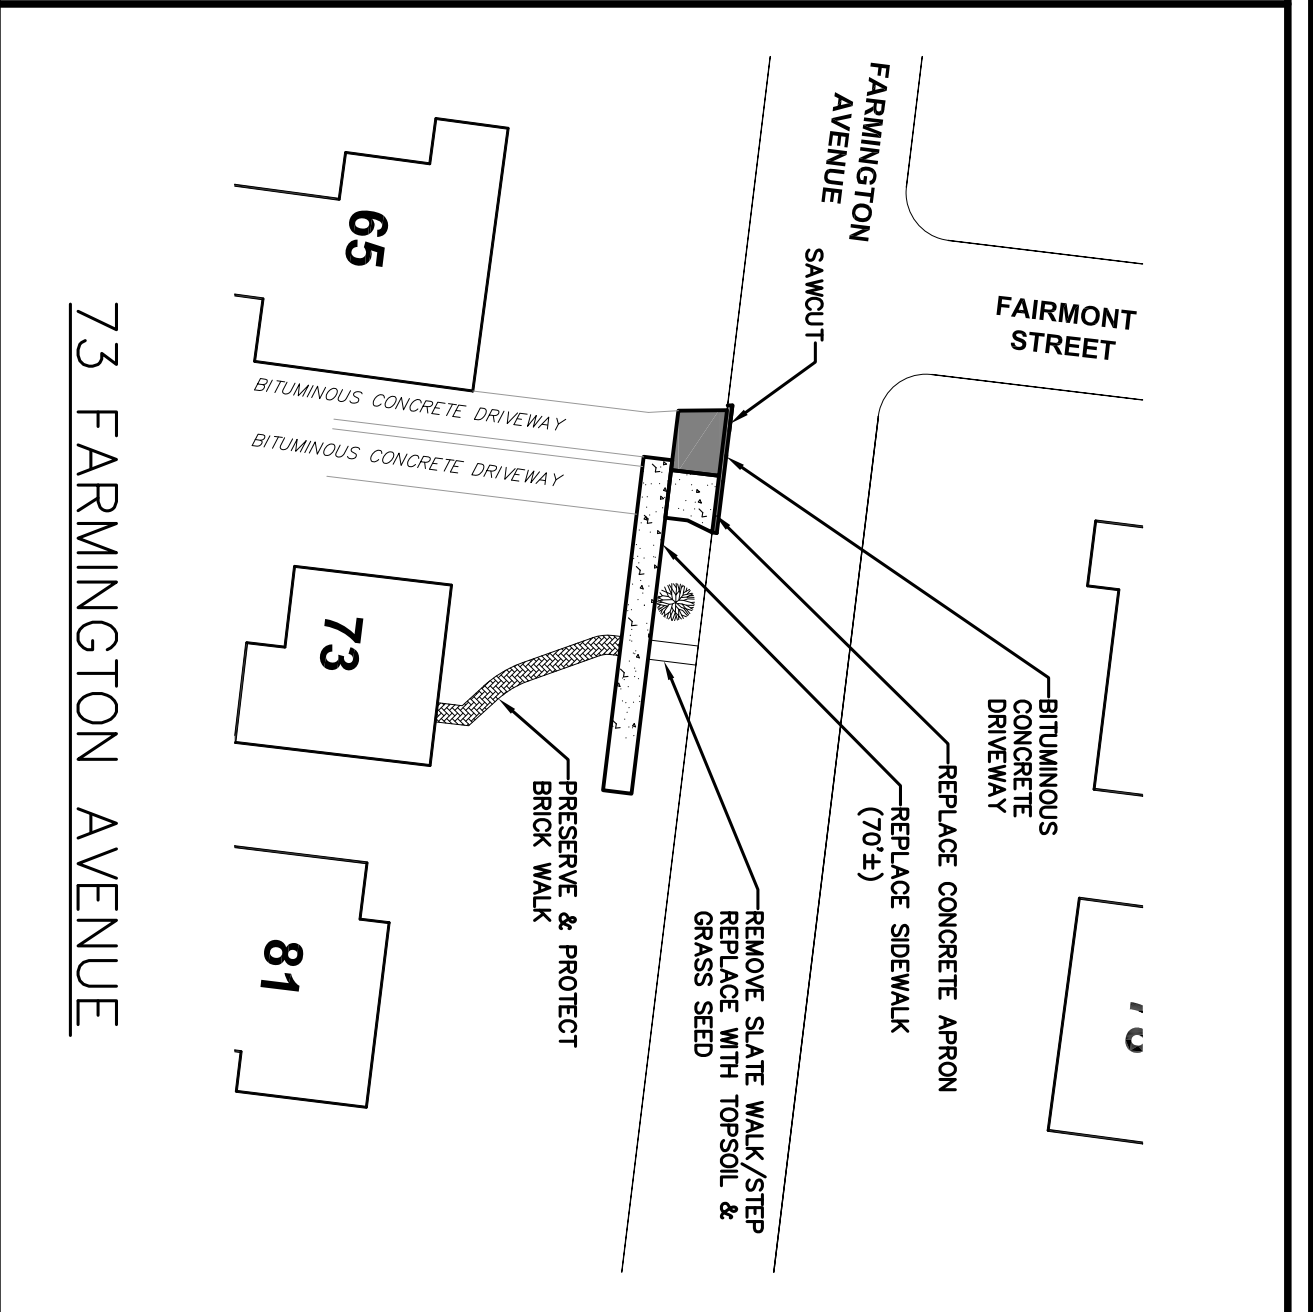 FARMINGTON
AVENUE
FAIRMONT
STREET
SAWCUT
BITUMINOUS
CONCRETE
DRIVEWAY
REPLACE CONCRETE APRON
REPLACE SIDEWALK
(70'±)
REMOVE SLATE WALK/STEP
REPLACE WITH TOPSOIL &
GRASS SEED
PRESERVE & PROTECT
BRICK WALK
BITUMINOUS CONCRETE DRIVEWAY
BITUMINOUS CONCRETE DRIVEWAY
65
73
81
73 FARMINGTON AVENUE